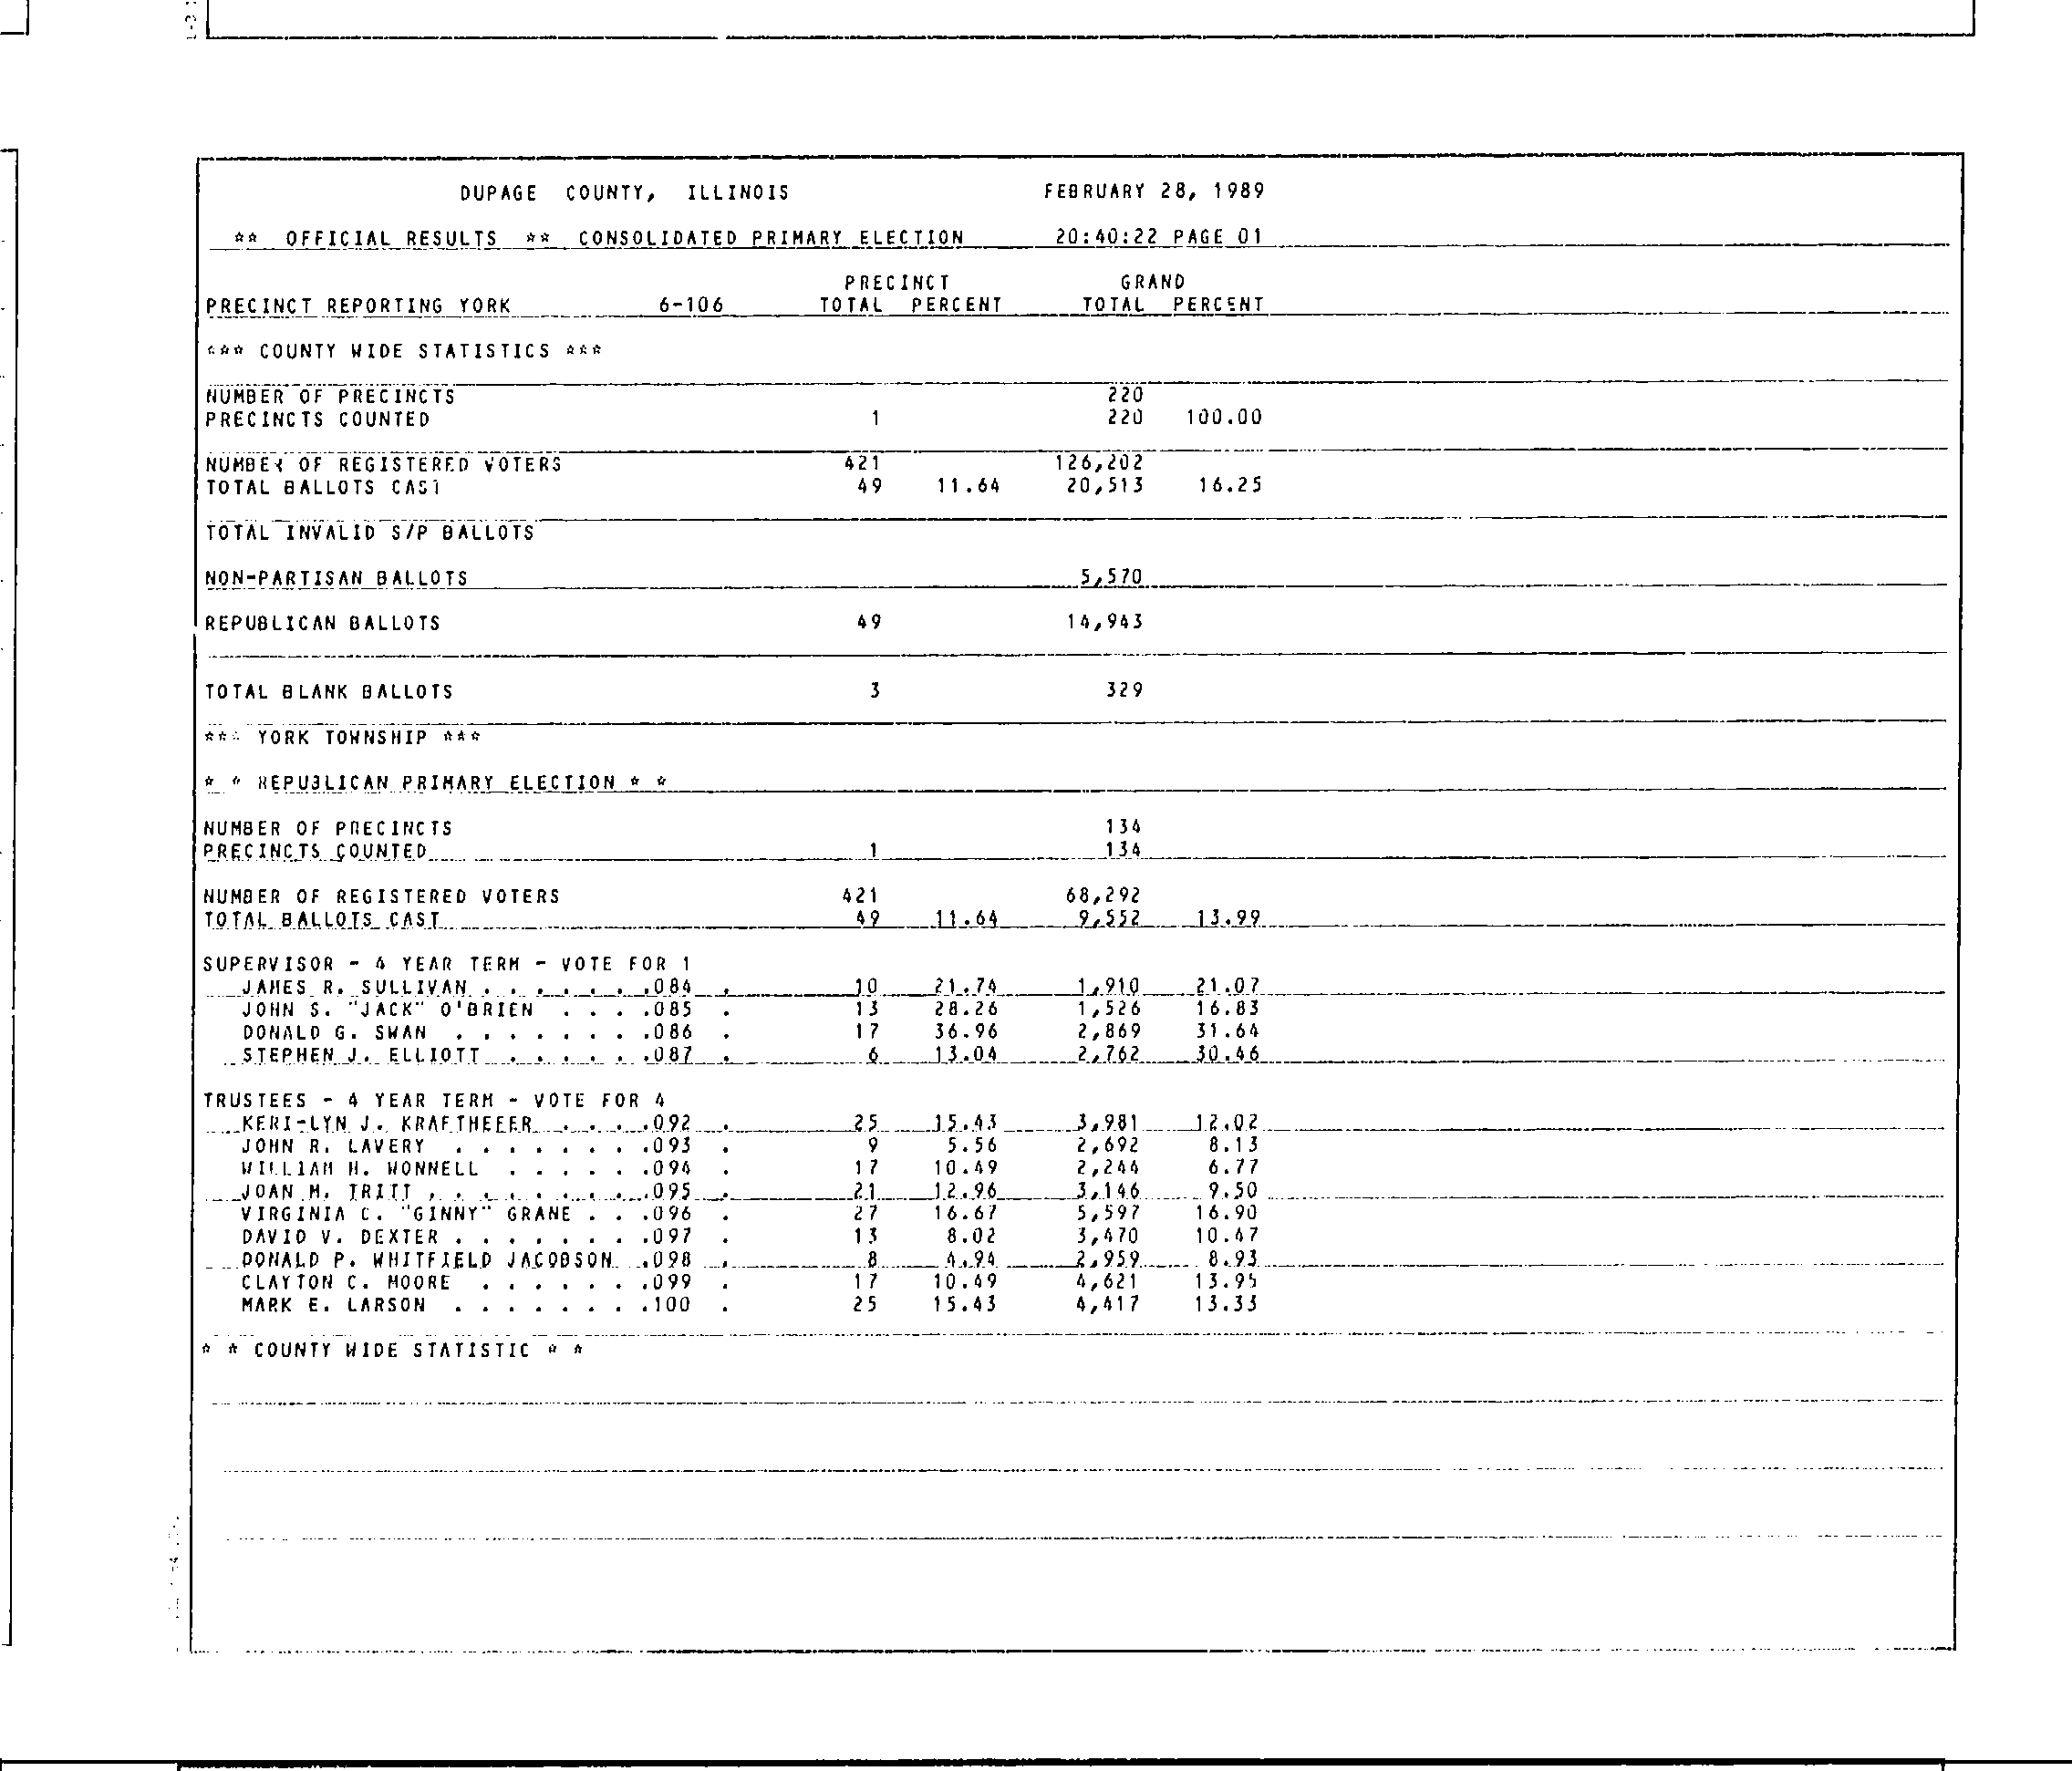 DUPAGE COUNTY, ILLINOIS FEBRUARY 28, 1989
** OFFICIAL RESULTS ** CONSOLIDATED PRIMARY ELECTION 20:40:22 PAGE 01
PRECINCT GRAND
PRECINCT REPORTING YORK 6-106 TOTAL PERCENT TOTAL PERCENT
*** COUNTY WIDE STATISTICS ***
NUMBER OF PRECINCTS 220
PRECINCTS COUNTED 1 220 100.00
NUMBER OF REGISTERED VOTERS 421 126,202
TOTAL BALLOTS CAST 49 11.64 20,513 16.25
TOTAL INVALID S/P BALLOTS
NON-PARTISAN BALLOTS 5,570
REPUBLICAN BALLOTS 49 14,943
TOTAL BLANK BALLOTS 3 329
*** YORK TOWNSHIP ***
* * REPUBLICAN PRIMARY ELECTION * *
NUMBER OF PRECINCTS 134
PRECINCTS COUNTED 1 134
NUMBER OF REGISTERED VOTERS 421 68,292
TOTAL BALLOTS CAST 49 11.64 9,552 13.99
SUPERVISOR - 4 YEAR TERM - VOTE FOR 1
JAMES R. SULLIVAN . . . . . . .084 . 10 21.74 1,910 21.07
JOHN S. "JACK" O'BRIEN . . . .085 . 13 28.26 1,526 16.83
DONALD G. SWAN . . . . . . . .086 . 17 36.96 2,869 31.64
STEPHEN J. ELLIOTT . . . . . .087 . 6 13.04 2,762 30.46
TRUSTEES - 4 YEAR TERM - VOTE FOR 4
KERI-LYN J. KRAFTHEFER . . . .092 . 25 15.43 3,981 12.02
JOHN R. LAVERY . . . . . . . .093 . 9 5.56 2,692 8.13
WILLIAM H. WONNELL . . . . . .094 . 17 10.49 2,244 6.77
JOAN M. TRITT . . . . . . . . .095 . 21 12.96 3,146 9.50
VIRGINIA C. "GINNY" GRANE . . .096 . 27 16.67 5,597 16.90
DAVID V. DEXTER . . . . . . . .097 . 13 8.02 3,470 10.47
DONALD P. WHITFIELD JACOBSON .098 . 8 4.94 2,959 8.93
CLAYTON C. MOORE . . . . . . .099 . 17 10.49 4,621 13.95
MARK E. LARSON . . . . . . . .100 . 25 15.43 4,417 13.33
* * COUNTY WIDE STATISTIC * *